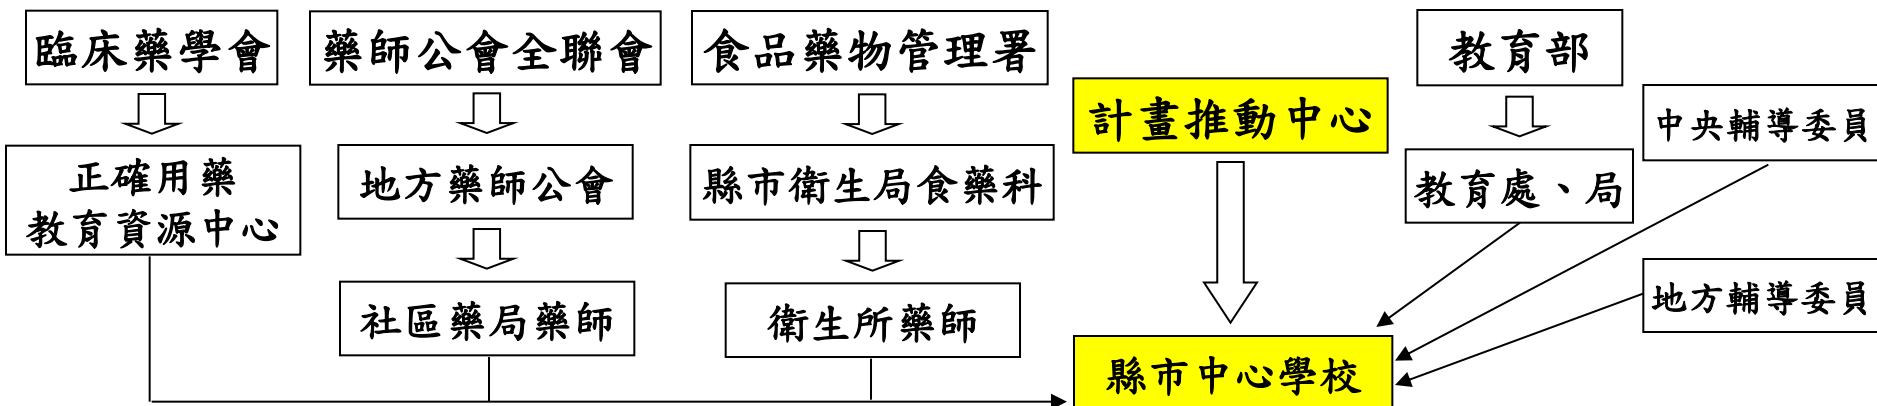 臨床藥學會
藥師公會全聯會
食品藥物管理署
教育部
計畫推動中心
中央輔導委員
正確用藥
教育資源中心
地方藥師公會
縣市衛生局食藥科
教育處、局
社區藥局藥師
衛生所藥師
地方輔導委員
縣市中心學校